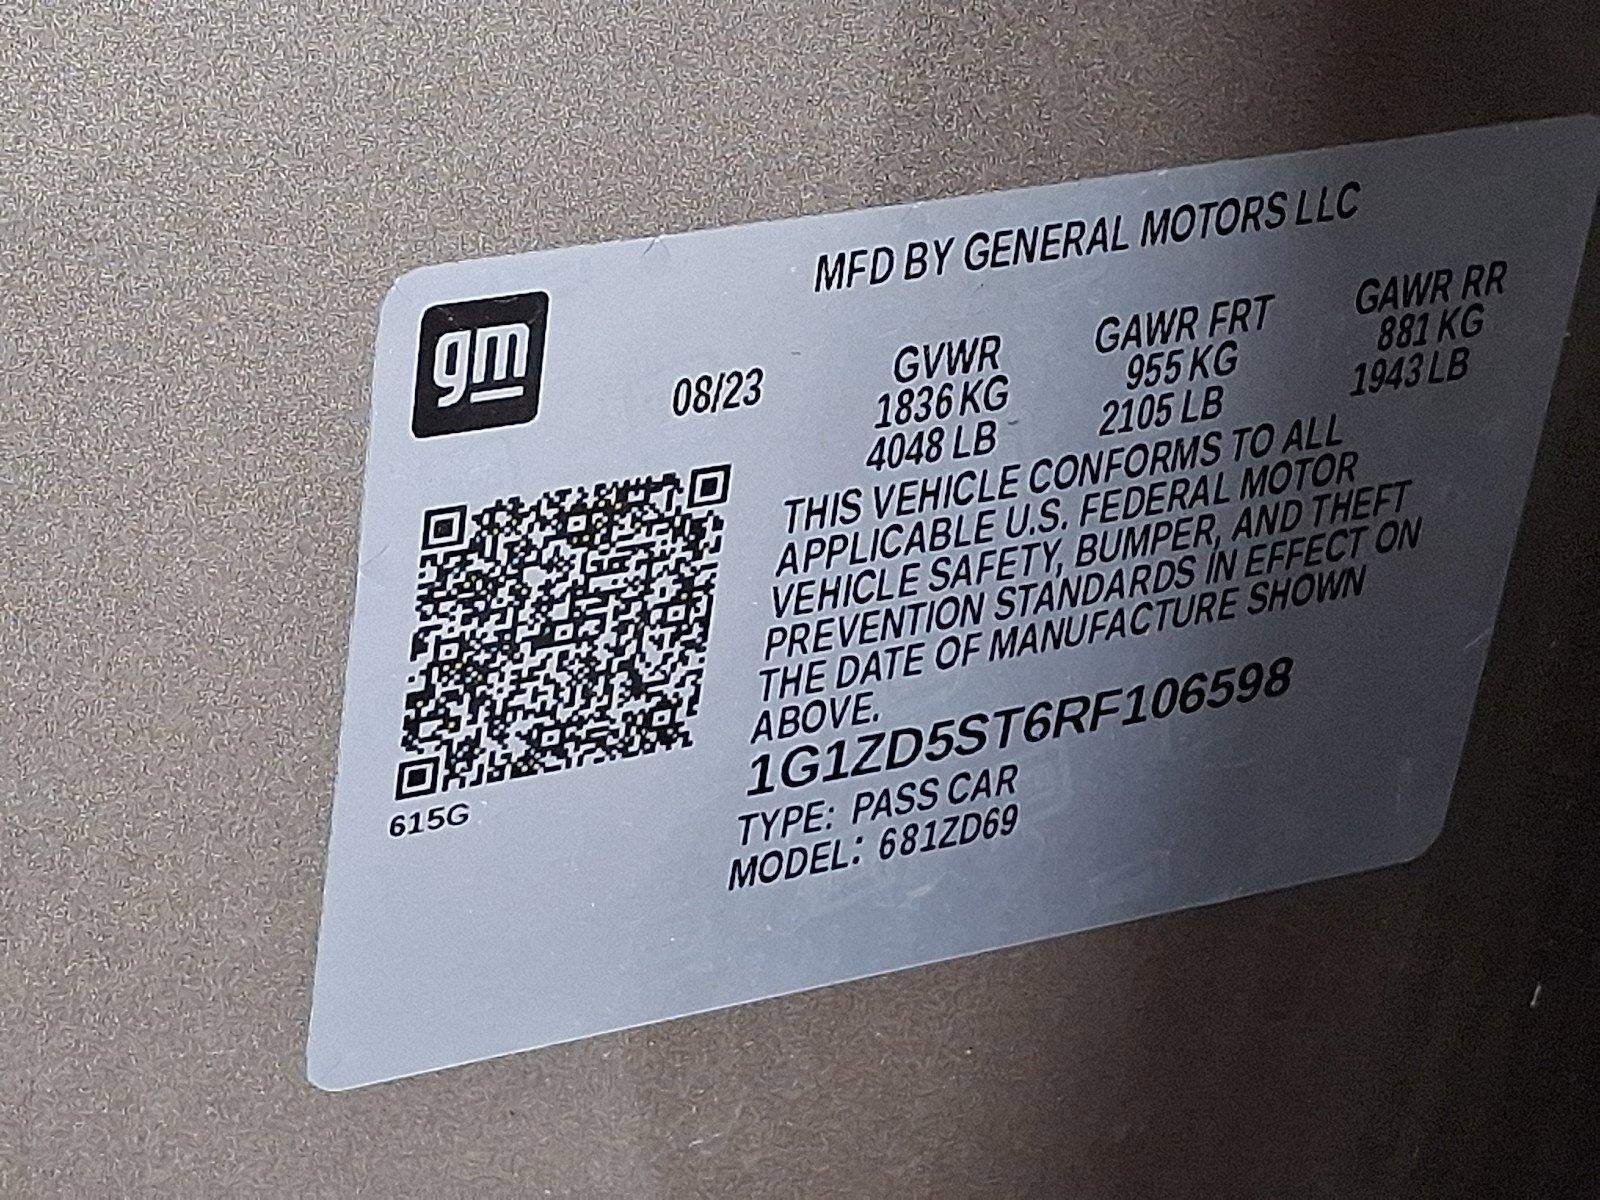 gm
MFD BY GENERAL MOTORS LLC
08/23
GVWR
1836 KG
4048 LB
GAWR FRT
955 KG
2105 LB
GAWR RR
881 KG
1943 LB
THIS VEHICLE CONFORMS TO ALL
APPLICABLE U.S. FEDERAL MOTOR
VEHICLE SAFETY, BUMPER, AND THEFT
PREVENTION STANDARDS IN EFFECT ON
THE DATE OF MANUFACTURE SHOWN
ABOVE.
1G1ZD5ST6RF106598
TYPE: PASS CAR
MODEL: 681ZD69
615G